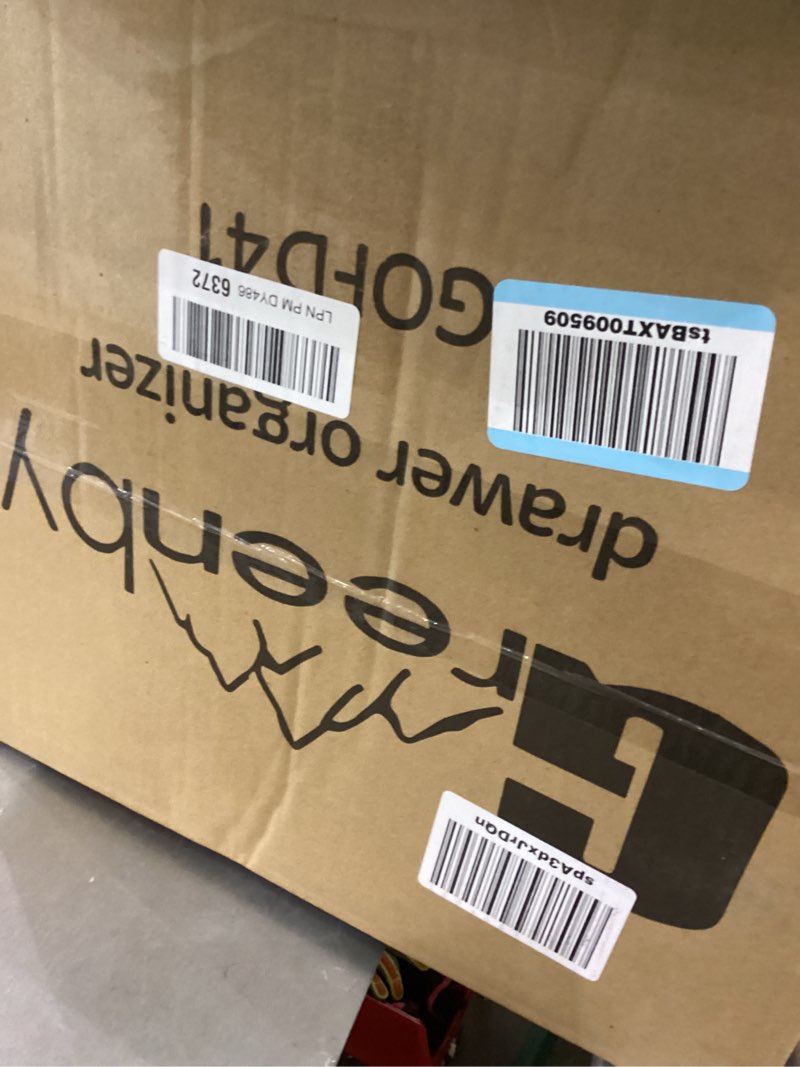 Greenby
drawer organizer
GOFD41
tsBAXT009509
LPN PM DY486 6372
spA3dxJrDQn